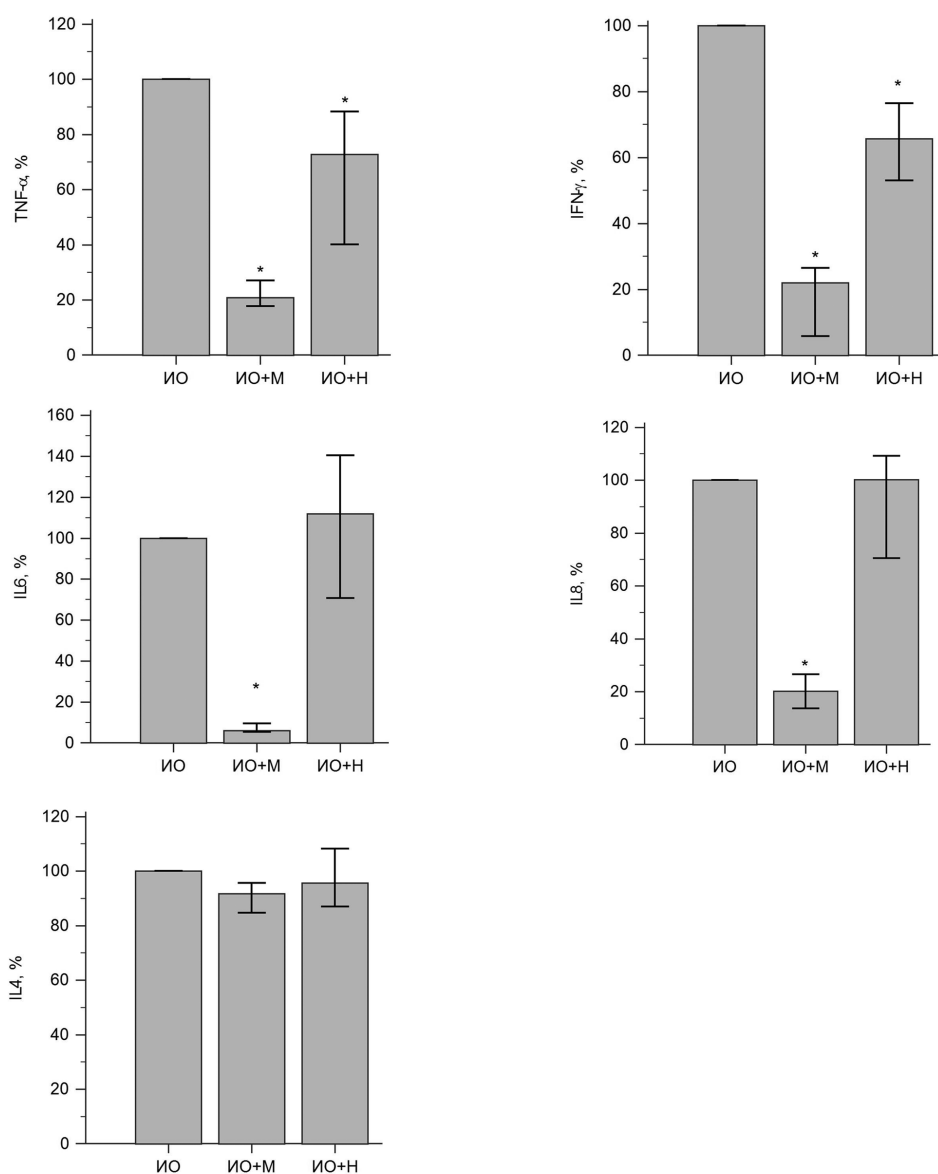 120
100
80
60
40
20
0
TNF-α, %
*
*
ИО
ИО+М
ИО+Н
100
80
60
40
20
0
IFN-γ, %
*
*
ИО
ИО+М
ИО+Н
160
140
120
100
80
60
40
20
0
IL6, %
*
ИО
ИО+М
ИО+Н
120
100
80
60
40
20
0
IL8, %
*
ИО
ИО+М
ИО+Н
120
100
80
60
40
20
0
IL4, %
ИО
ИО+М
ИО+Н